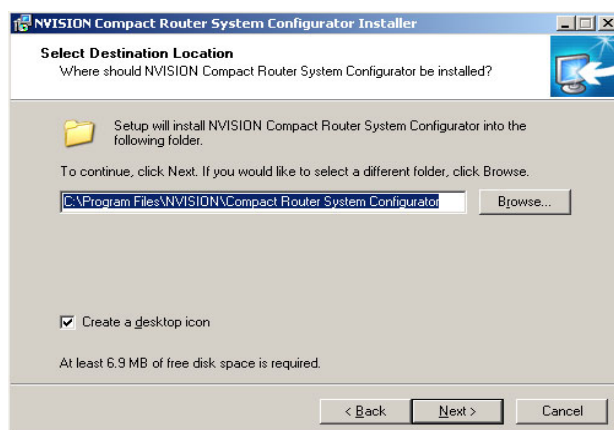 NVISION Compact Router System Configurator Installer
Select Destination Location
Where should NVISION Compact Router System Configurator be installed?
Setup will install NVISION Compact Router System Configurator into the
following folder.
To continue, click Next. If you would like to select a different folder, click Browse.
C:\Program Files\NVISION\Compact Router System Configurator
Browse...
Create a desktop icon
At least 6.9 MB of free disk space is required.
< Back
Next >
Cancel